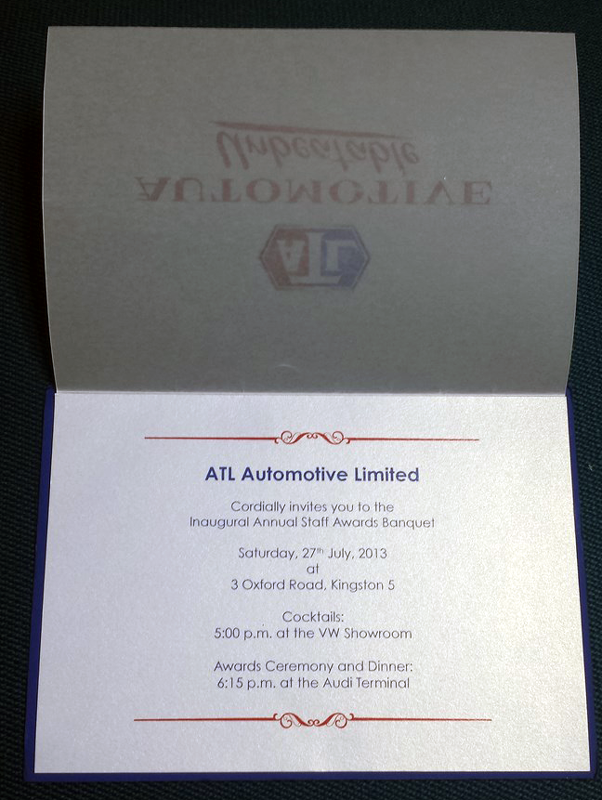 Unbeatable
AUTOMOTIVE
ATL
ATL Automotive Limited
Cordially invites you to the
Inaugural Annual Staff Awards Banquet
Saturday, 27th July, 2013
at
3 Oxford Road, Kingston 5
Cocktails:
5:00 p.m. at the VW Showroom
Awards Ceremony and Dinner:
6:15 p.m. at the Audi Terminal